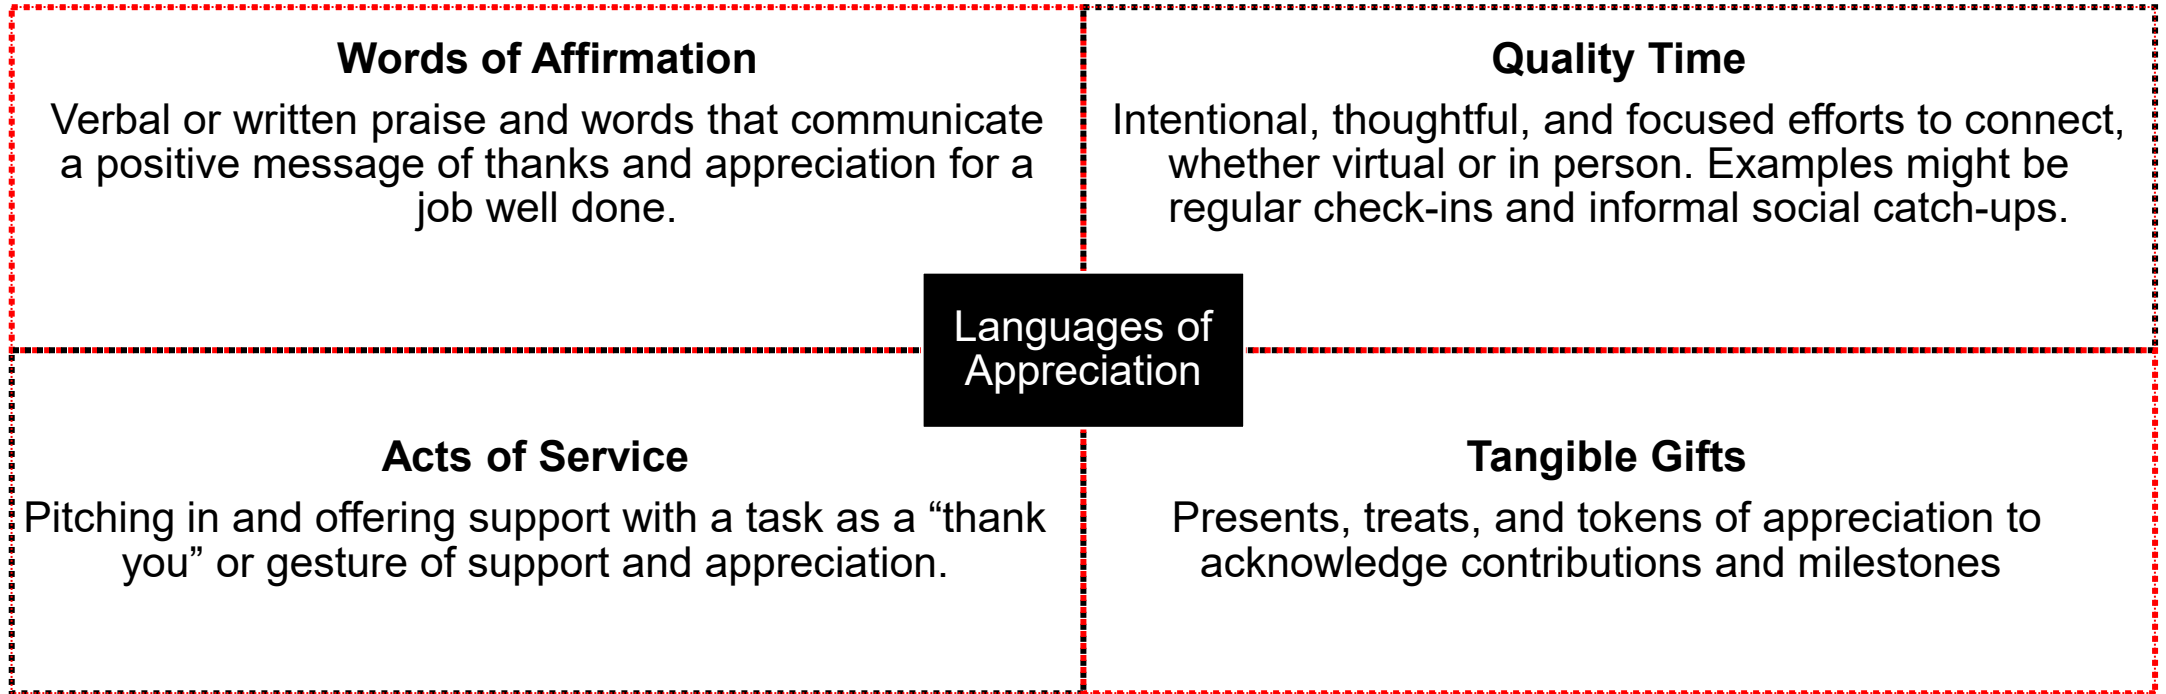 Words of Affirmation
Verbal or written praise and words that communicate
a positive message of thanks and appreciation for a
job well done.
Quality Time
Intentional, thoughtful, and focused efforts to connect,
whether virtual or in person. Examples might be
regular check-ins and informal social catch-ups.
Languages of
Appreciation
Acts of Service
Pitching in and offering support with a task as a “thank
you” or gesture of support and appreciation.
Tangible Gifts
Presents, treats, and tokens of appreciation to
acknowledge contributions and milestones